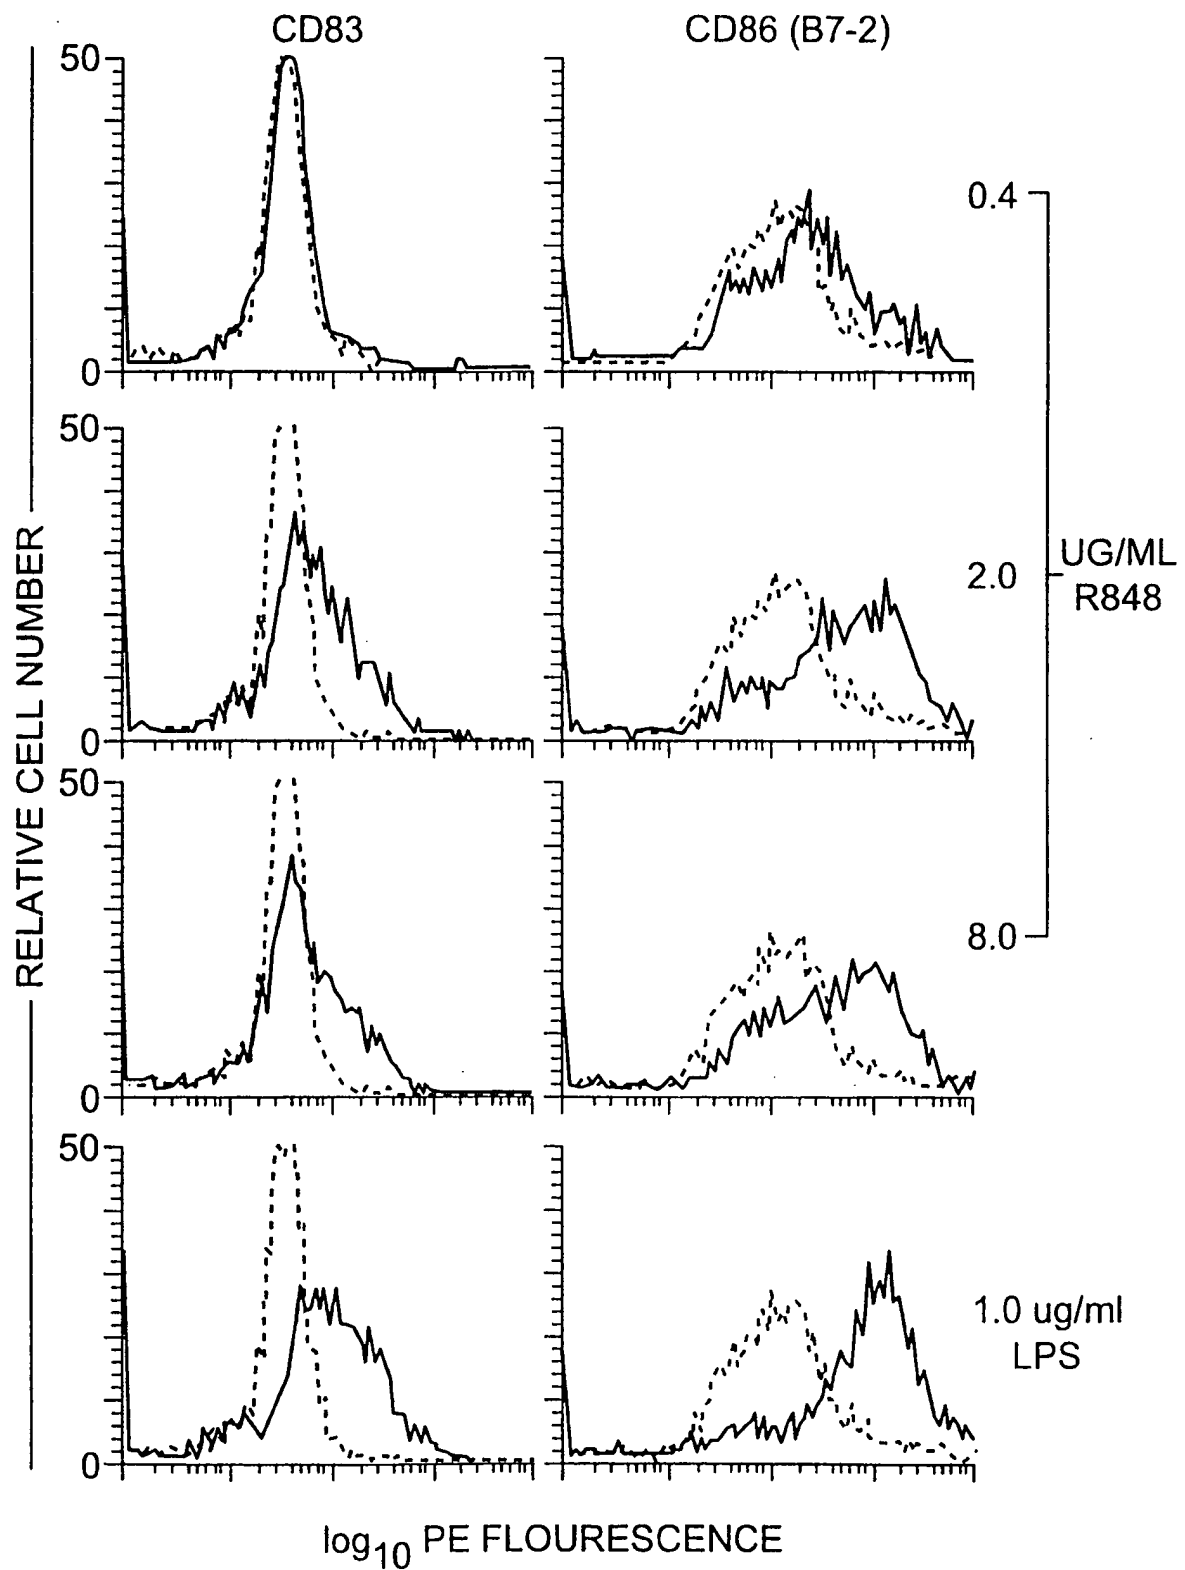 CD83
CD86 (B7-2)
50
0
0.4
50
0
2.0
UG/ML
R848
50
0
8.0
50
0
1.0 ug/ml
LPS
RELATIVE CELL NUMBER
log10 PE FLOURESCENCE